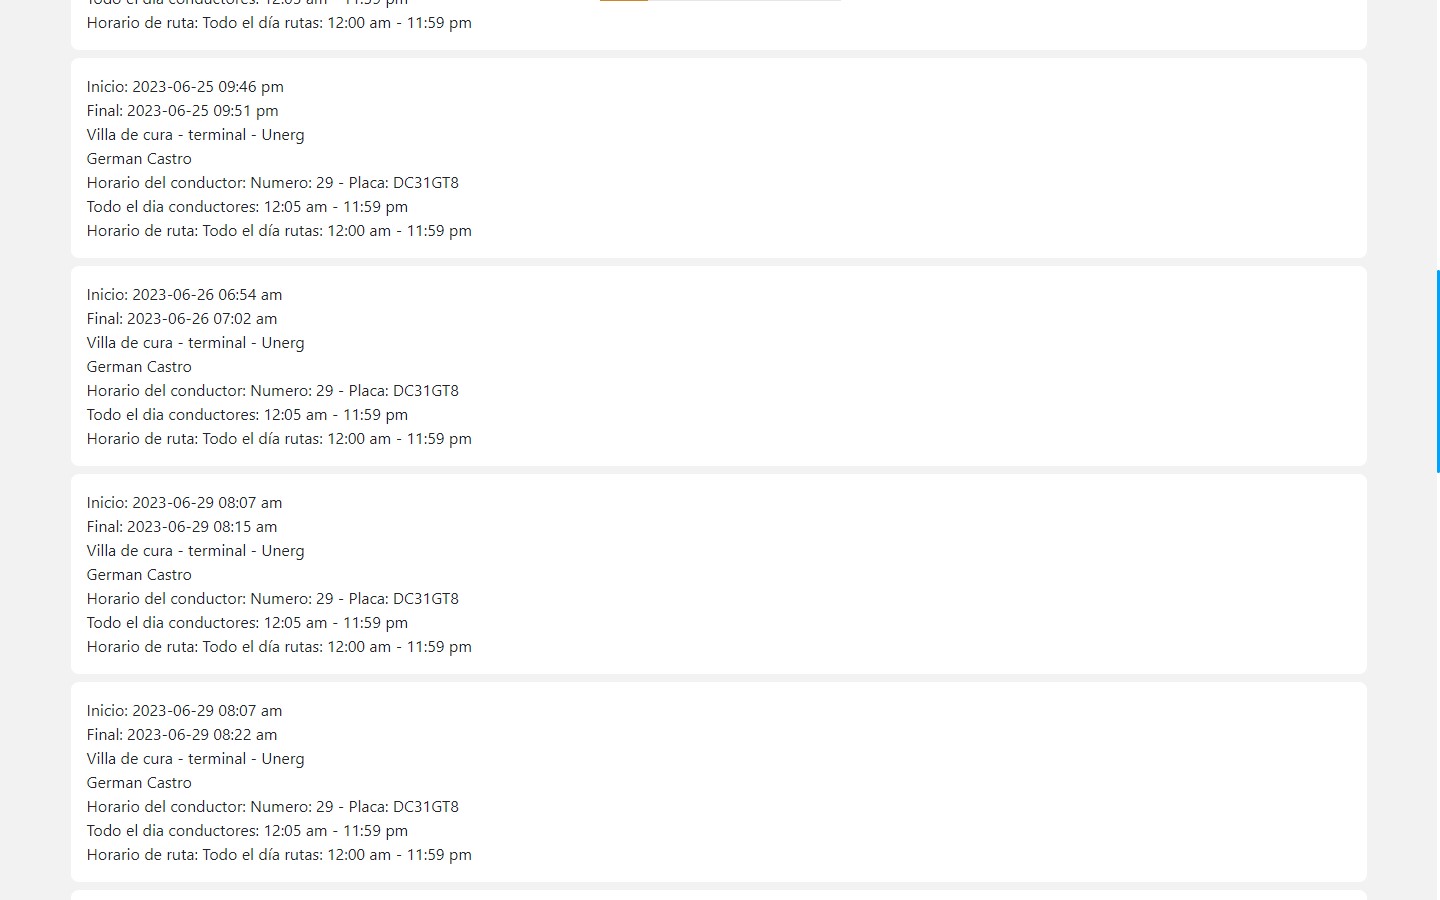 Todo el dia conductores: 12:05 am - 11:59 pm
Horario de ruta: Todo el día rutas: 12:00 am - 11:59 pm
Inicio: 2023-06-25 09:46 pm
Final: 2023-06-25 09:51 pm
Villa de cura - terminal - Unerg
German Castro
Horario del conductor: Numero: 29 - Placa: DC31GT8
Todo el dia conductores: 12:05 am - 11:59 pm
Horario de ruta: Todo el día rutas: 12:00 am - 11:59 pm
Inicio: 2023-06-26 06:54 am
Final: 2023-06-26 07:02 am
Villa de cura - terminal - Unerg
German Castro
Horario del conductor: Numero: 29 - Placa: DC31GT8
Todo el dia conductores: 12:05 am - 11:59 pm
Horario de ruta: Todo el día rutas: 12:00 am - 11:59 pm
Inicio: 2023-06-29 08:07 am
Final: 2023-06-29 08:15 am
Villa de cura - terminal - Unerg
German Castro
Horario del conductor: Numero: 29 - Placa: DC31GT8
Todo el dia conductores: 12:05 am - 11:59 pm
Horario de ruta: Todo el día rutas: 12:00 am - 11:59 pm
Inicio: 2023-06-29 08:07 am
Final: 2023-06-29 08:22 am
Villa de cura - terminal - Unerg
German Castro
Horario del conductor: Numero: 29 - Placa: DC31GT8
Todo el dia conductores: 12:05 am - 11:59 pm
Horario de ruta: Todo el día rutas: 12:00 am - 11:59 pm